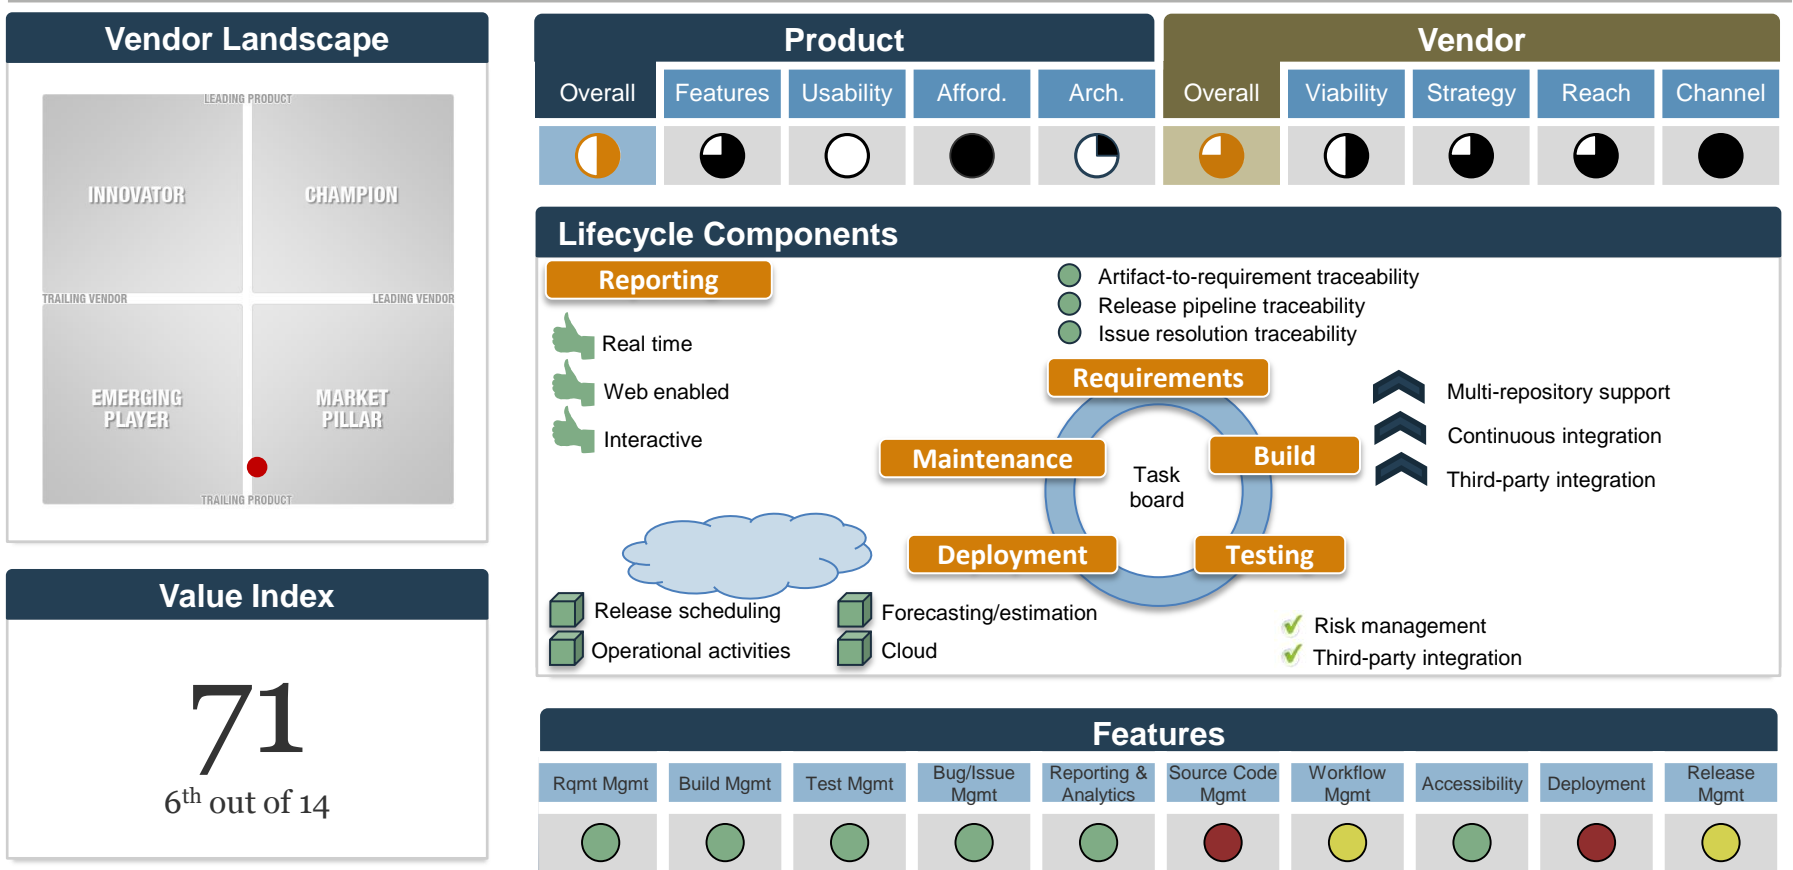 Vendor Landscape
LEADING PRODUCT
INNOVATOR
CHAMPION
TRAILING VENDOR
LEADING VENDOR
EMERGING
PLAYER
MARKET
PILLAR
TRAILING PRODUCT
Value Index
71
6th out of 14
Product
Vendor
Overall
Features
Usability
Afford.
Arch.
Overall
Viability
Strategy
Reach
Channel
Lifecycle Components
Reporting
Real time
Web enabled
Interactive
Artifact-to-requirement traceability
Release pipeline traceability
Issue resolution traceability
Requirements
Maintenance
Build
Task
board
Deployment
Testing
Multi-repository support
Continuous integration
Third-party integration
Release scheduling
Forecasting/estimation
Operational activities
Cloud
Risk management
Third-party integration
Features
Rqmt Mgmt
Build Mgmt
Test Mgmt
Bug/Issue
Mgmt
Reporting &
Analytics
Source Code
Mgmt
Workflow
Mgmt
Accessibility
Deployment
Release
Mgmt